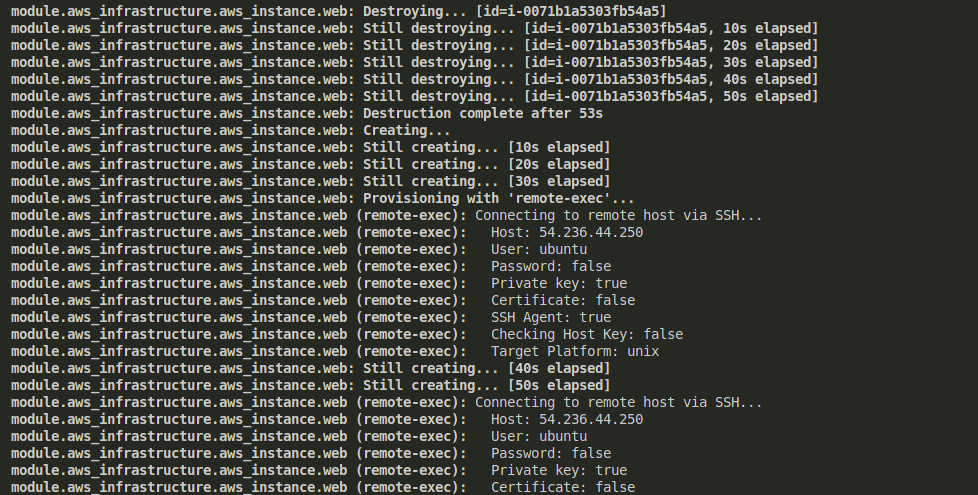 module.aws_infrastructure.aws_instance.web: Destroying... [id=i-0071b1a5303fb54a5]
module.aws_infrastructure.aws_instance.web: Still destroying... [id=i-0071b1a5303fb54a5, 10s elapsed]
module.aws_infrastructure.aws_instance.web: Still destroying... [id=i-0071b1a5303fb54a5, 20s elapsed]
module.aws_infrastructure.aws_instance.web: Still destroying... [id=i-0071b1a5303fb54a5, 30s elapsed]
module.aws_infrastructure.aws_instance.web: Still destroying... [id=i-0071b1a5303fb54a5, 40s elapsed]
module.aws_infrastructure.aws_instance.web: Still destroying... [id=i-0071b1a5303fb54a5, 50s elapsed]
module.aws_infrastructure.aws_instance.web: Destruction complete after 53s
module.aws_infrastructure.aws_instance.web: Creating...
module.aws_infrastructure.aws_instance.web: Still creating... [10s elapsed]
module.aws_infrastructure.aws_instance.web: Still creating... [20s elapsed]
module.aws_infrastructure.aws_instance.web: Still creating... [30s elapsed]
module.aws_infrastructure.aws_instance.web: Provisioning with 'remote-exec'...
module.aws_infrastructure.aws_instance.web (remote-exec): Connecting to remote host via SSH...
module.aws_infrastructure.aws_instance.web (remote-exec):   Host: 54.236.44.250
module.aws_infrastructure.aws_instance.web (remote-exec):   User: ubuntu
module.aws_infrastructure.aws_instance.web (remote-exec):   Password: false
module.aws_infrastructure.aws_instance.web (remote-exec):   Private key: true
module.aws_infrastructure.aws_instance.web (remote-exec):   Certificate: false
module.aws_infrastructure.aws_instance.web (remote-exec):   SSH Agent: true
module.aws_infrastructure.aws_instance.web (remote-exec):   Checking Host Key: false
module.aws_infrastructure.aws_instance.web (remote-exec):   Target Platform: unix
module.aws_infrastructure.aws_instance.web: Still creating... [40s elapsed]
module.aws_infrastructure.aws_instance.web: Still creating... [50s elapsed]
module.aws_infrastructure.aws_instance.web (remote-exec): Connecting to remote host via SSH...
module.aws_infrastructure.aws_instance.web (remote-exec):   Host: 54.236.44.250
module.aws_infrastructure.aws_instance.web (remote-exec):   User: ubuntu
module.aws_infrastructure.aws_instance.web (remote-exec):   Password: false
module.aws_infrastructure.aws_instance.web (remote-exec):   Private key: true
module.aws_infrastructure.aws_instance.web (remote-exec):   Certificate: false